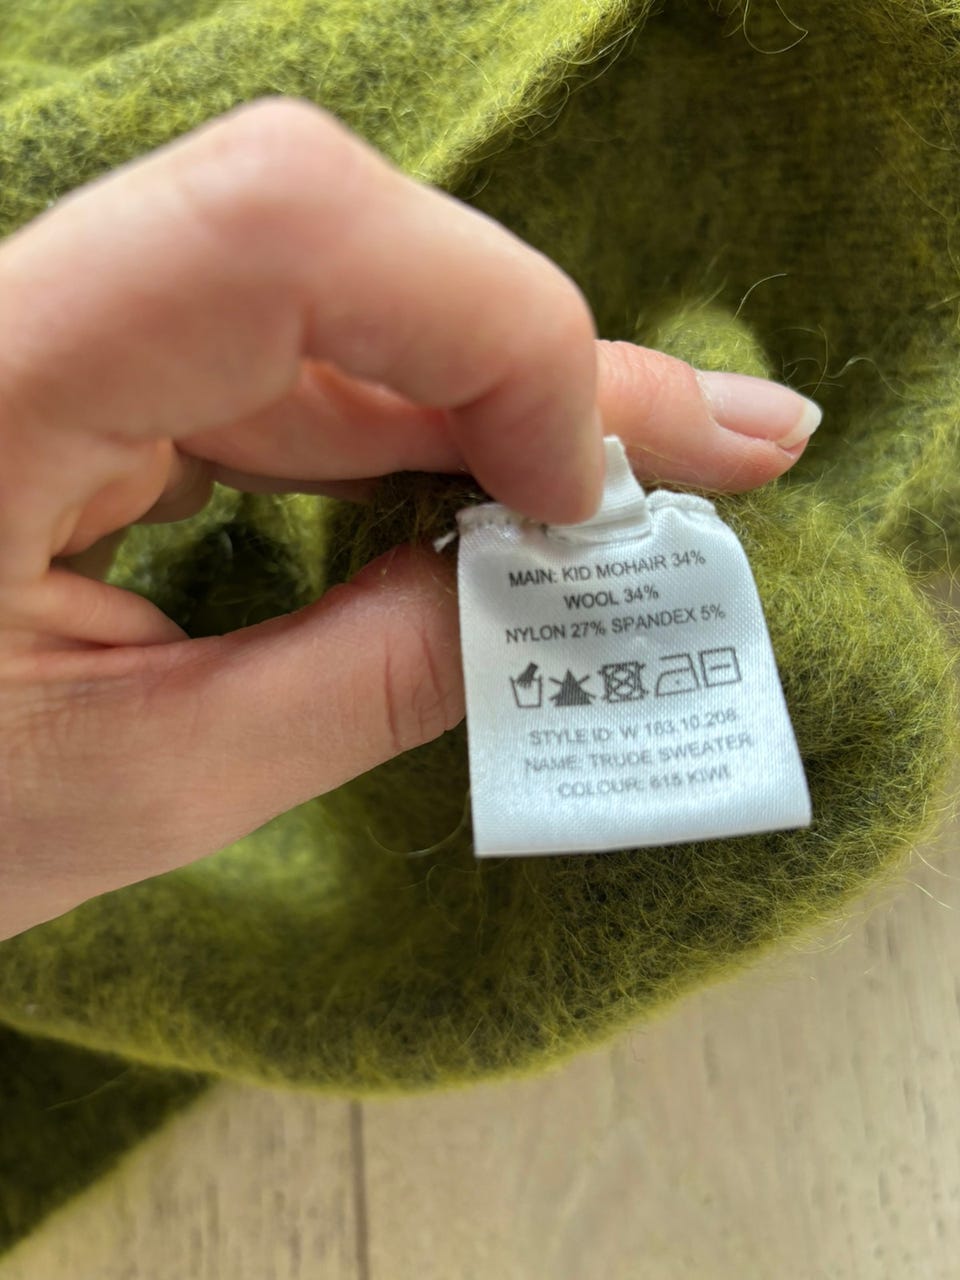 MAIN: KID MOHAIR 34%
WOOL 34%
NYLON 27% SPANDEX 5%
STYLE ID: W 183.10.208
NAME: TRUDE SWEATER
COLOUR: 615 KIWI